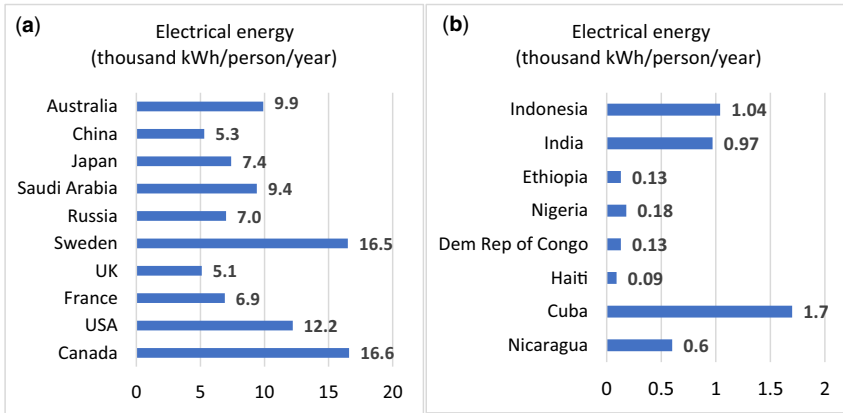 (a)
Electrical energy
(thousand kWh/person/year)
Australia 9.9
China 5.3
Japan 7.4
Saudi Arabia 9.4
Russia 7.0
Sweden 16.5
UK 5.1
France 6.9
USA 12.2
Canada 16.6
0 5 10 15 20
(b)
Electrical energy
(thousand kWh/person/year)
Indonesia 1.04
India 0.97
Ethiopia 0.13
Nigeria 0.18
Dem Rep of Congo 0.13
Haiti 0.09
Cuba 1.7
Nicaragua 0.6
0 0.5 1 1.5 2